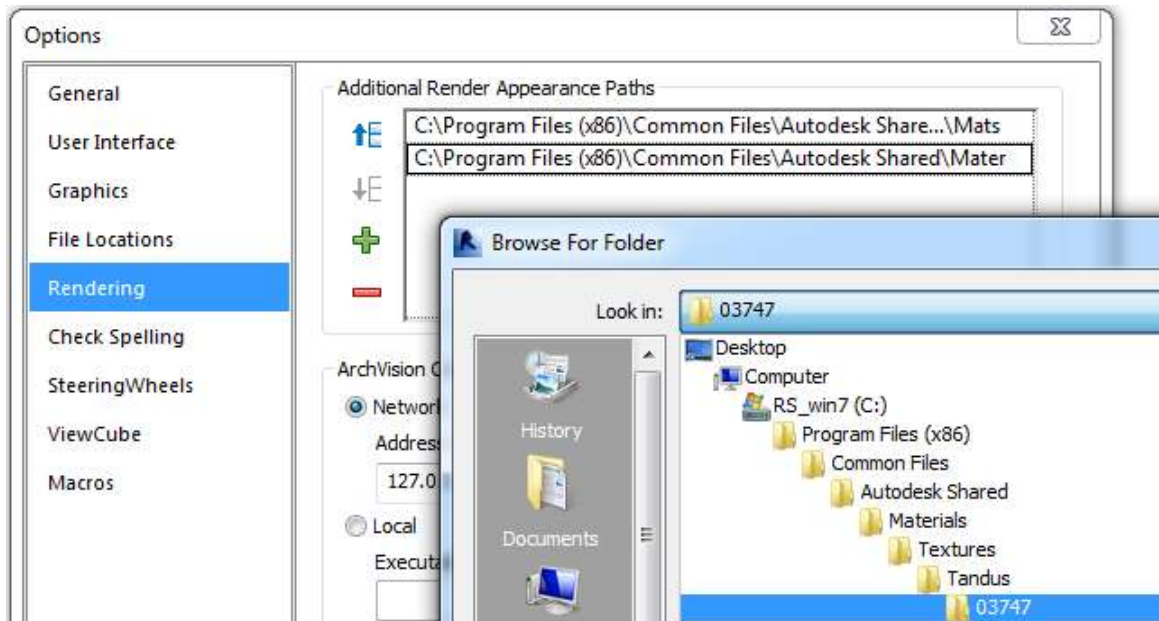 Options
General
User Interface
Graphics
File Locations
Rendering
Check Spelling
SteeringWheels
ViewCube
Macros
Additional Render Appearance Paths
C:\Program Files (x86)\Common Files\Autodesk Share...\Mats
C:\Program Files (x86)\Common Files\Autodesk Shared\Mater
ArchVision
Address
127.0
Local
Browse For Folder
Look in:
03747
History
Documents
Desktop
Computer
RS_win7 (C:)
Program Files (x86)
Common Files
Autodesk Shared
Materials
Textures
Tandus
03747